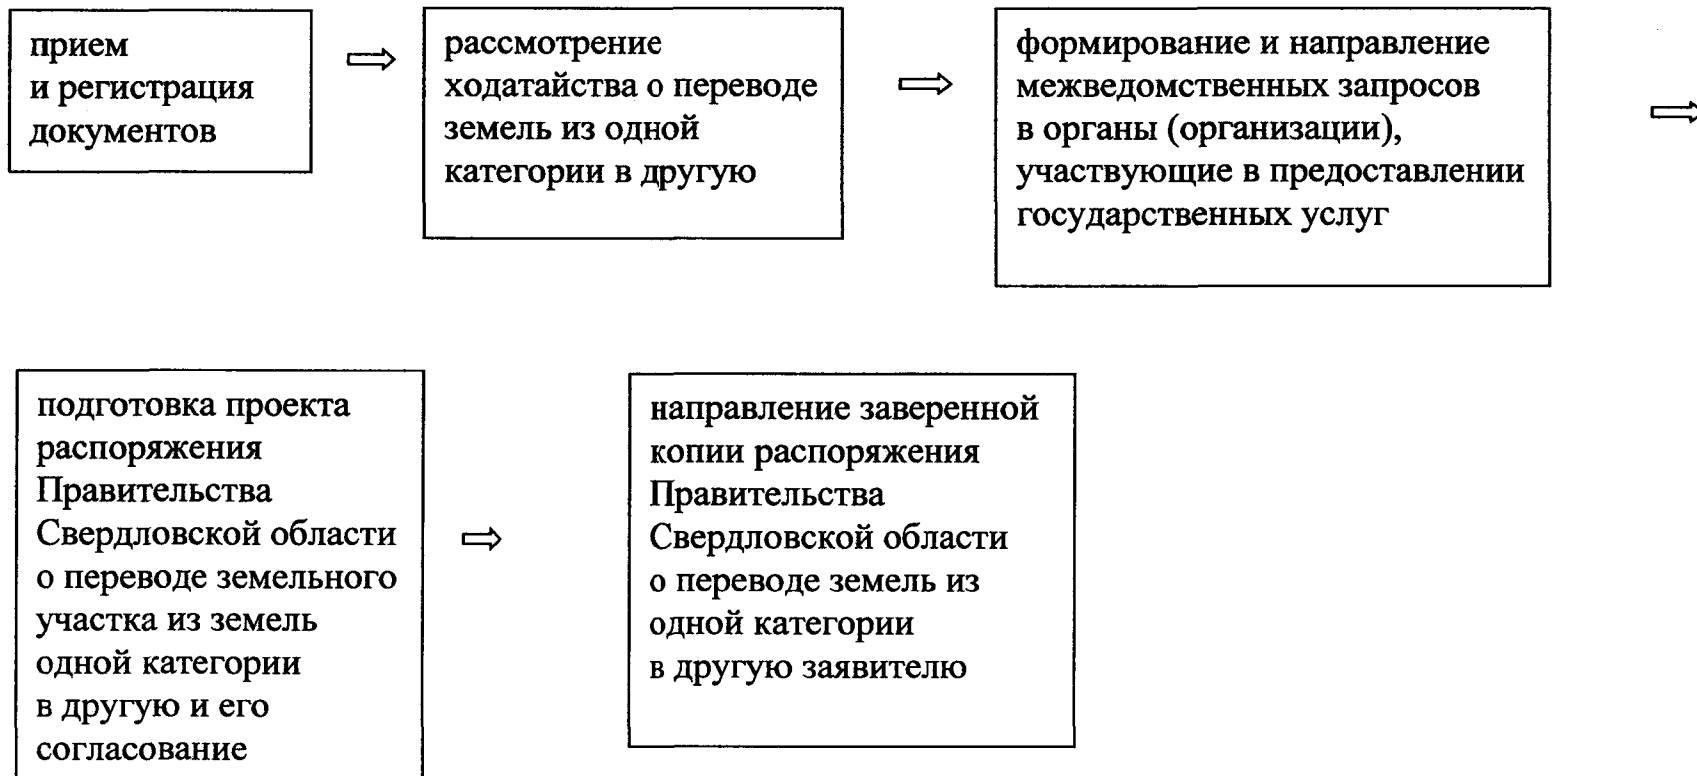 прием
и регистрация
документов
рассмотрение
ходатайства о переводе
земель из одной
категории в другую
формирование и направление
межведомственных запросов
в органы (организации),
участвующие в предоставлении
государственных услуг
подготовка проекта
распоряжения
Правительства
Свердловской области
о переводе земельного
участка из земель
одной категории
в другую и его
согласование
направление заверенной
копии распоряжения
Правительства
Свердловской области
о переводе земель из
одной категории
в другую заявителю